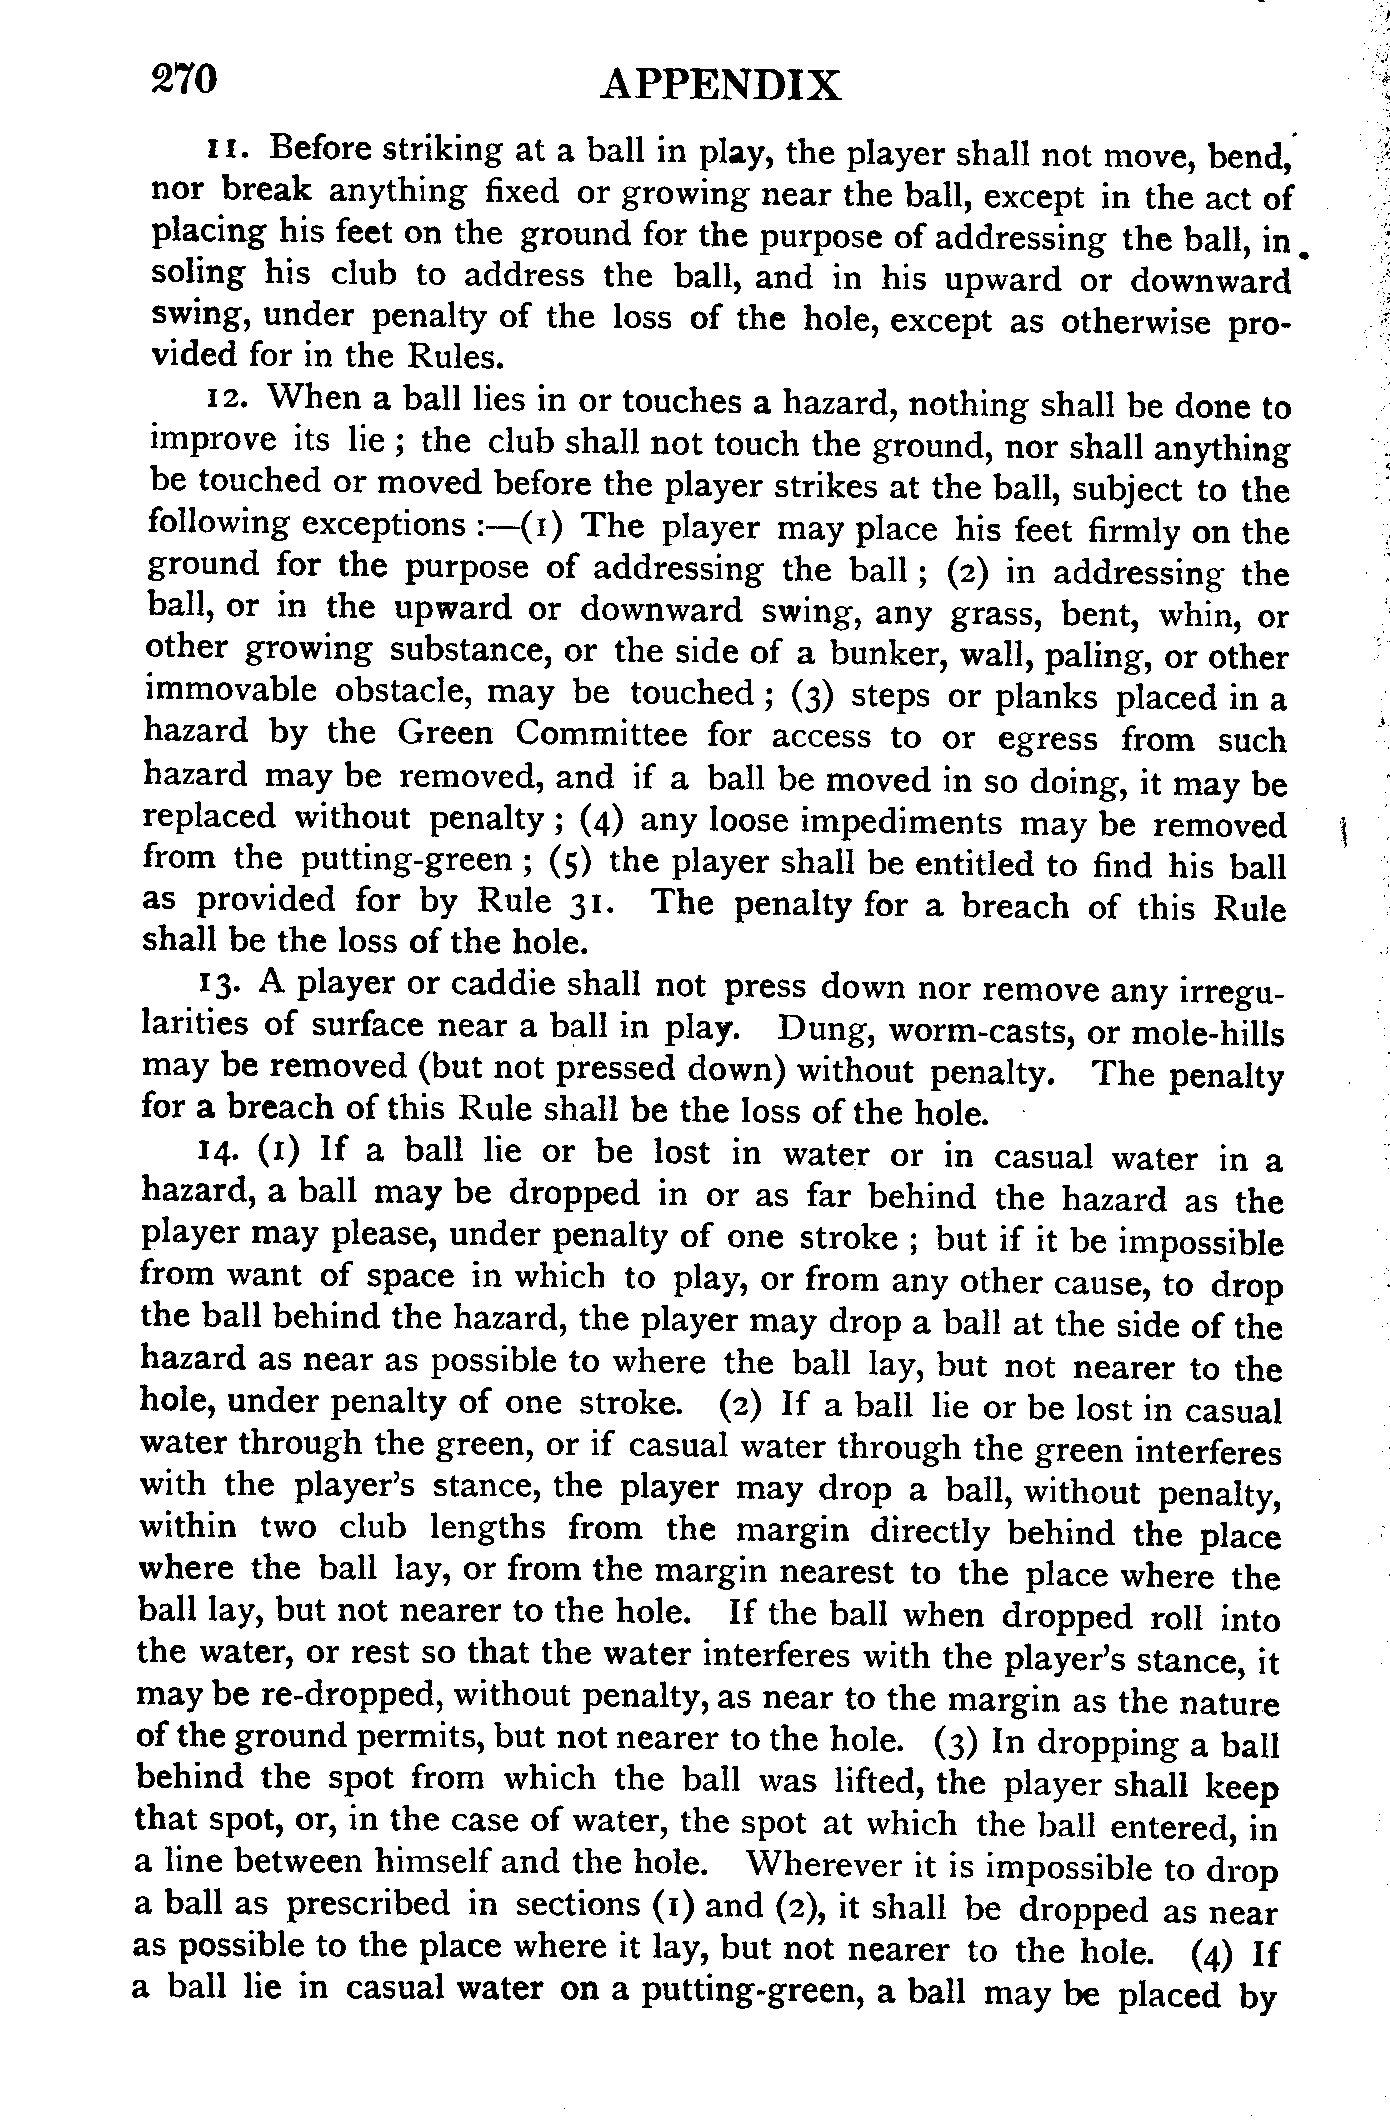 270 APPENDIX
11. Before striking at a ball in play, the player shall not move, bend,
nor break anything fixed or growing near the ball, except in the act of
placing his feet on the ground for the purpose of addressing the ball, in
soling his club to address the ball, and in his upward or downward
swing, under penalty of the loss of the hole, except as otherwise pro-
vided for in the Rules.
12. When a ball lies in or touches a hazard, nothing shall be done to
improve its lie ; the club shall not touch the ground, nor shall anything
be touched or moved before the player strikes at the ball, subject to the
following exceptions :—(1) The player may place his feet firmly on the
ground for the purpose of addressing the ball ; (2) in addressing the
ball, or in the upward or downward swing, any grass, bent, whin, or
other growing substance, or the side of a bunker, wall, paling, or other
immovable obstacle, may be touched ; (3) steps or planks placed in a
hazard by the Green Committee for access to or egress from such
hazard may be removed, and if a ball be moved in so doing, it may be
replaced without penalty ; (4) any loose impediments may be removed
from the putting-green ; (5) the player shall be entitled to find his ball
as provided for by Rule 31. The penalty for a breach of this Rule
shall be the loss of the hole.
13. A player or caddie shall not press down nor remove any irregu-
larities of surface near a ball in play. Dung, worm-casts, or mole-hills
may be removed (but not pressed down) without penalty. The penalty
for a breach of this Rule shall be the loss of the hole.
14. (1) If a ball lie or be lost in water or in casual water in a
hazard, a ball may be dropped in or as far behind the hazard as the
player may please, under penalty of one stroke ; but if it be impossible
from want of space in which to play, or from any other cause, to drop
the ball behind the hazard, the player may drop a ball at the side of the
hazard as near as possible to where the ball lay, but not nearer to the
hole, under penalty of one stroke. (2) If a ball lie or be lost in casual
water through the green, or if casual water through the green interferes
with the player's stance, the player may drop a ball, without penalty,
within two club lengths from the margin directly behind the place
where the ball lay, or from the margin nearest to the place where the
ball lay, but not nearer to the hole. If the ball when dropped roll into
the water, or rest so that the water interferes with the player's stance, it
may be re-dropped, without penalty, as near to the margin as the nature
of the ground permits, but not nearer to the hole. (3) In dropping a ball
behind the spot from which the ball was lifted, the player shall keep
that spot, or, in the case of water, the spot at which the ball entered, in
a line between himself and the hole. Wherever it is impossible to drop
a ball as prescribed in sections (1) and (2), it shall be dropped as near
as possible to the place where it lay, but not nearer to the hole. (4) If
a ball lie in casual water on a putting-green, a ball may be placed by